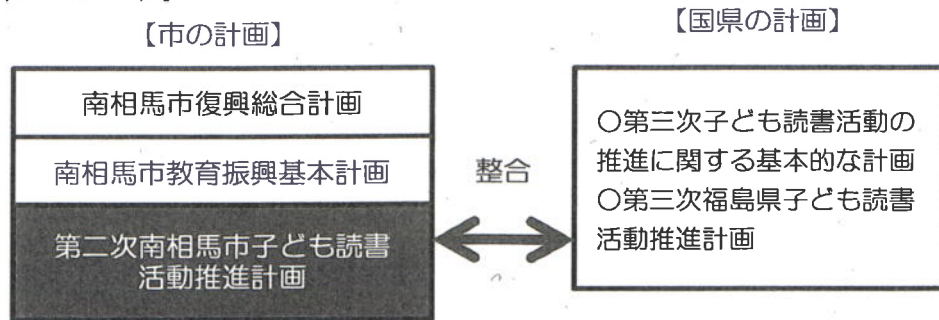 【市の計画】
南相馬市復興総合計画
南相馬市教育振興基本計画
第二次南相馬市子ども読書
活動推進計画
整合
【国県の計画】
〇第三次子ども読書活動の
推進に関する基本的な計画
〇第三次福島県子ども読書
活動推進計画